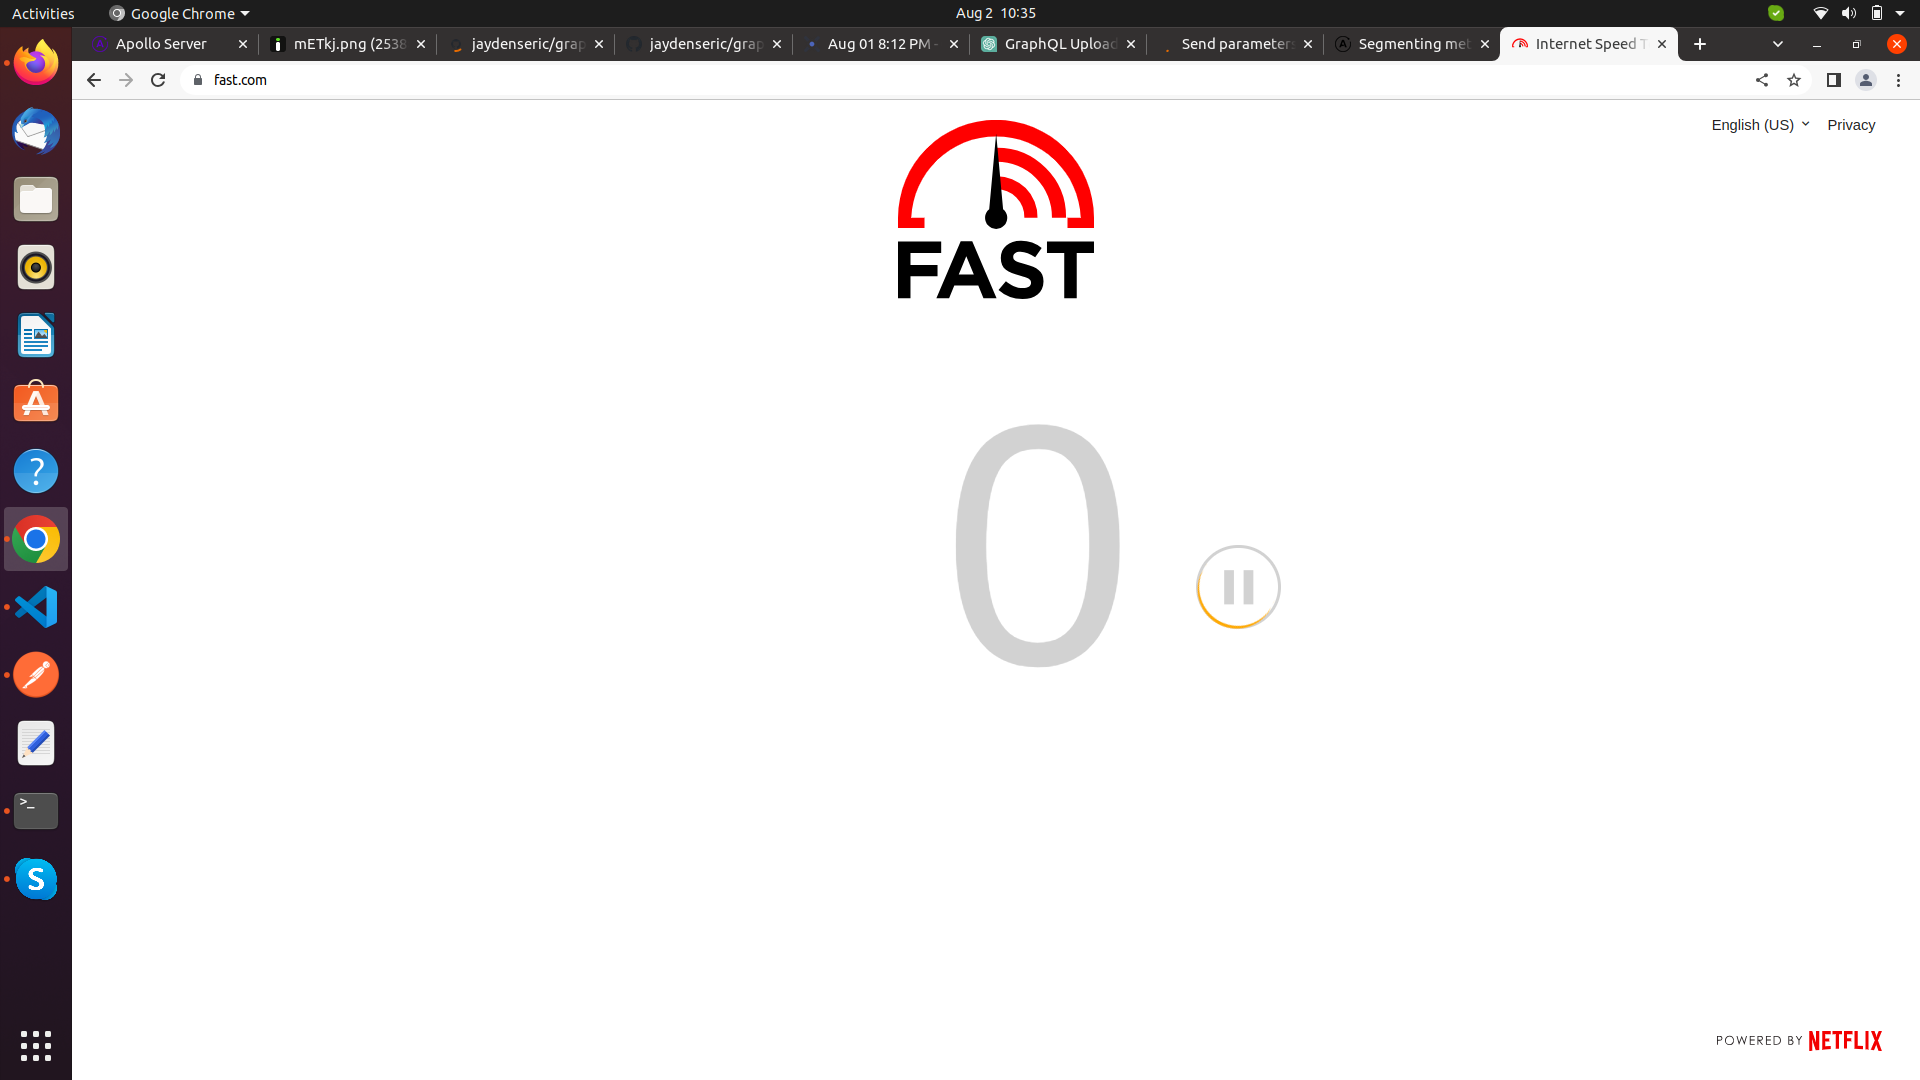 Activities
Google Chrome
Aug 2 10:35
Apollo Server
mETkj.png (2538
jaydenseric/grap
jaydenseric/grap
Aug 01 8:12 PM -
GraphQL Upload
Send parameters
Segmenting met
Internet Speed T
fast.com
English (US)
Privacy
FAST
0
POWERED BY NETFLIX